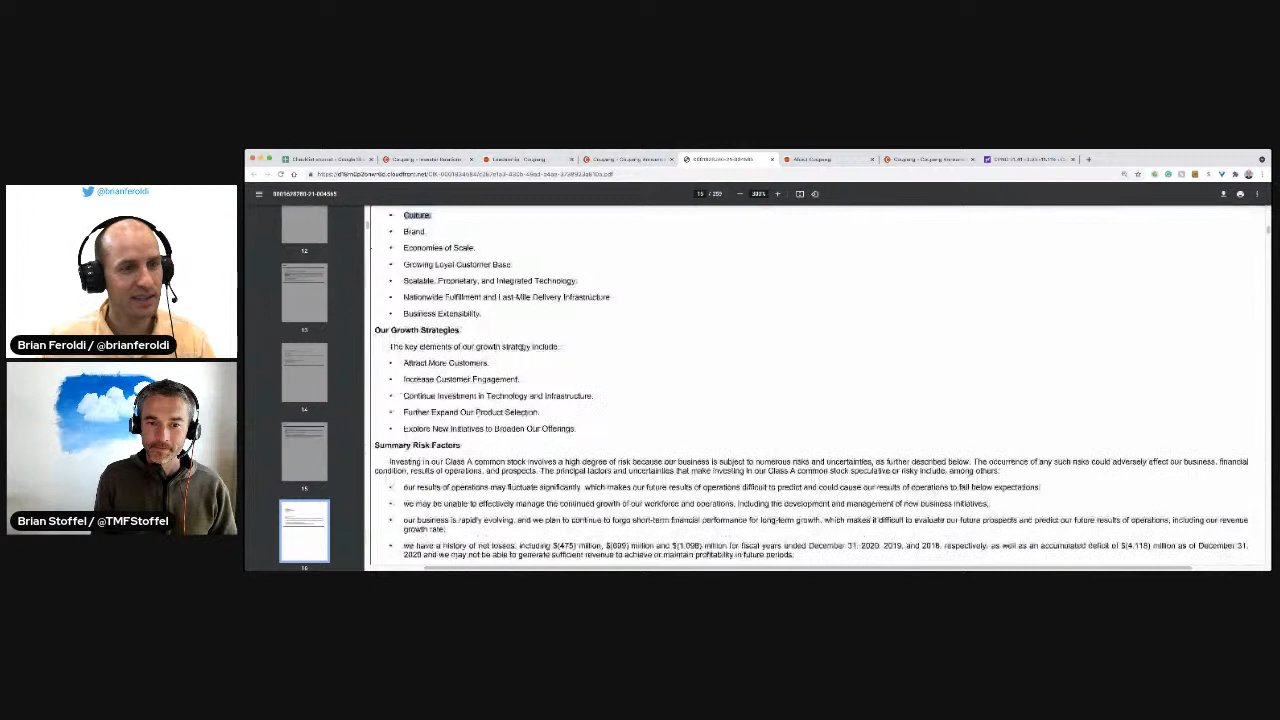 @brianferoldi
Brian Feroldi / @brianferoldi
Brian Stoffel / @TMFStoffel
Leadership - Coupang
About Coupang
0001628280-21-004565
/ 259
300%
12
13
14
15
16
• Culture.
• Brand.
• Economies of Scale.
• Growing Loyal Customer Base.
• Scalable, Proprietary, and Integrated Technology.
• Nationwide Fulfillment and Last-Mile Delivery Infrastructure
• Business Extensibility.
Our Growth Strategies
The key elements of our growth strategy include:
• Attract More Customers.
• Increase Customer Engagement.
• Continue Investment in Technology and Infrastructure.
• Further Expand Our Product Selection.
• Explore New Initiatives to Broaden Our Offerings.
Summary Risk Factors
Investing in our Class A common stock involves a high degree of risk because our business is subject to numerous risks and uncertainties, as further described below. The occurrence of any such risks could adversely affect our business, financial
condition, results of operations, and prospects. The principal factors and uncertainties that make investing in our Class A common stock speculative or risky include, among others:
• our results of operations may fluctuate significantly, which makes our future results of operations difficult to predict and could cause our results of operations to fall below expectations;
• we may be unable to effectively manage the continued growth of our workforce and operations, including the development and management of new business initiatives;
• our business is rapidly evolving, and we plan to continue to forgo short-term financial performance for long-term growth, which makes it difficult to evaluate our future prospects and predict our future results of operations, including our revenue
growth rate;
• we have a history of net losses, including $(475) million, $(699) million and $(1,098) million for fiscal years ended December 31, 2020, 2019, and 2018, respectively, as well as an accumulated deficit of $(4,118) million as of December 31,
2020 and we may not be able to generate sufficient revenue to achieve or maintain profitability in future periods;